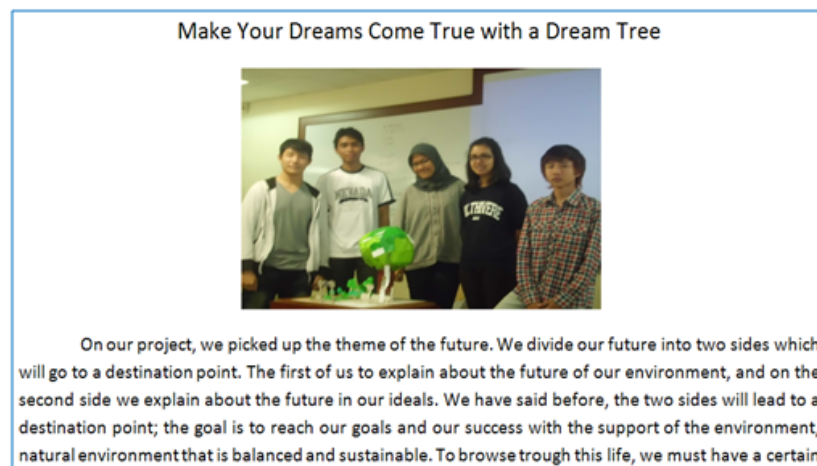 Make Your Dreams Come True with a Dream Tree
NEVADA
On our project, we picked up the theme of the future. We divide our future into two sides which
will go to a destination point. The first of us to explain about the future of our environment, and on the
second side we explain about the future in our ideals. We have said before, the two sides will lead to a
destination point; the goal is to reach our goals and our success with the support of the environment,
natural environment that is balanced and sustainable. To browse trough this life, we must have a certain